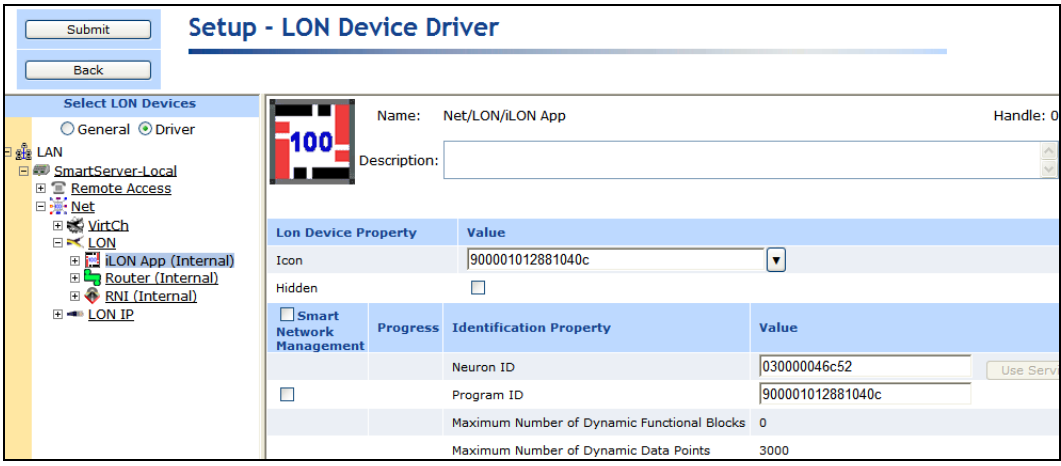 Submit
Back
Setup - LON Device Driver
Select LON Devices
General Driver
LAN
SmartServer-Local
Remote Access
Net
VirtCh
LON
iLON App (Internal)
Router (Internal)
RNI (Internal)
LON IP
100
Name: Net/LON/iLON App Handle: 0
Description:
Lon Device Property Value
Icon 900001012881040c
Hidden
Smart Network Management Progress Identification Property Value
Neuron ID 030000046c52 Use Servi
Program ID 900001012881040c
Maximum Number of Dynamic Functional Blocks 0
Maximum Number of Dynamic Data Points 3000